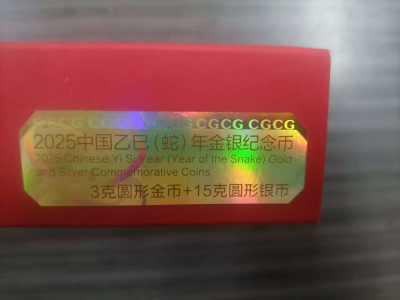 CGCG CGCG CGCG CGCG
2025中国乙巳（蛇）年金银纪念币
2025 Chinese Yi Si Year (Year of the Snake) Gold
and Silver Commemorative Coins
3克圆形金币+15克圆形银币